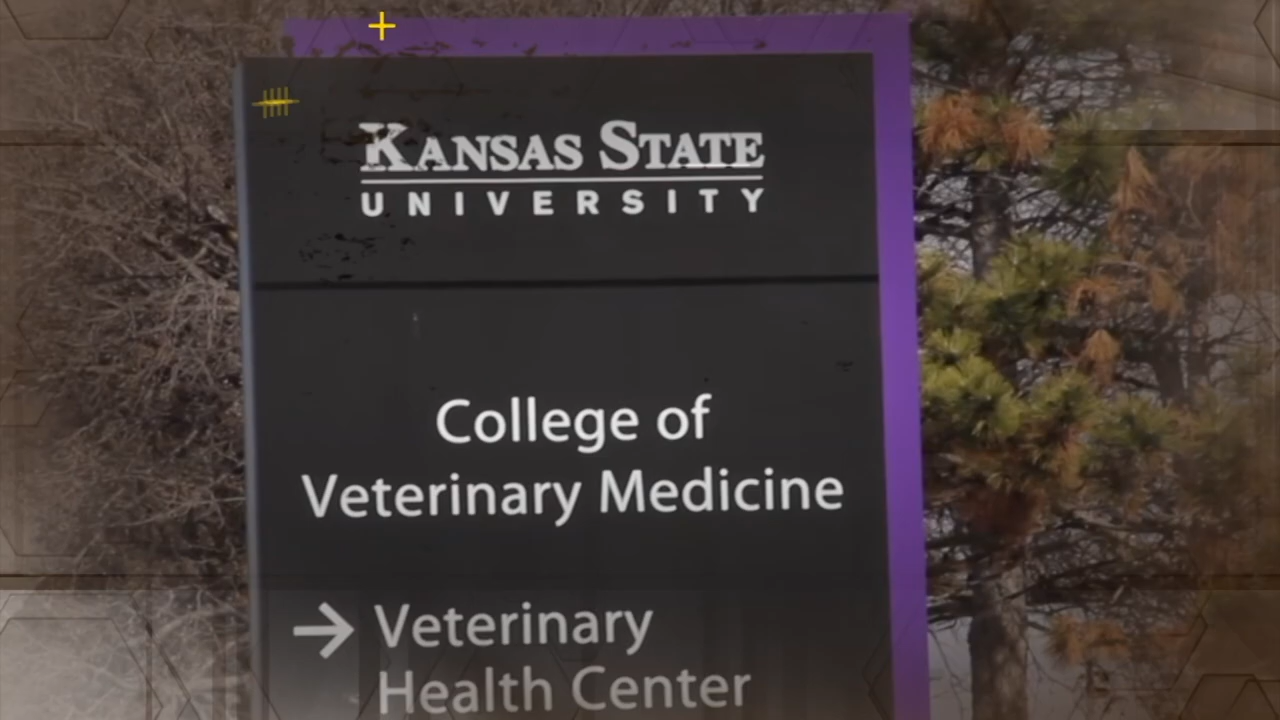 KANSAS STATE
UNIVERSITY
College of
Veterinary Medicine
→ Veterinary
Health Center